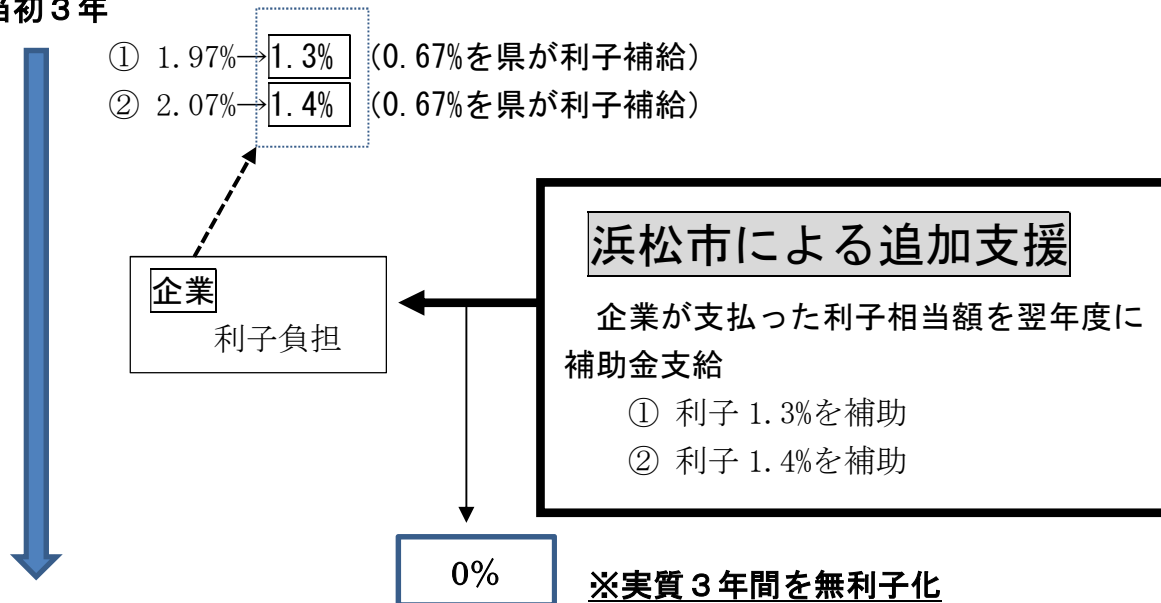 当初３年
① 1.97%→1.3% (0.67%を県が利子補給)
② 2.07%→1.4% (0.67%を県が利子補給)
浜松市による追加支援
企業が支払った利子相当額を翌年度に
補助金支給
① 利子 1.3%を補助
② 利子 1.4%を補助
企業
利子負担
0%
※実質３年間を無利子化